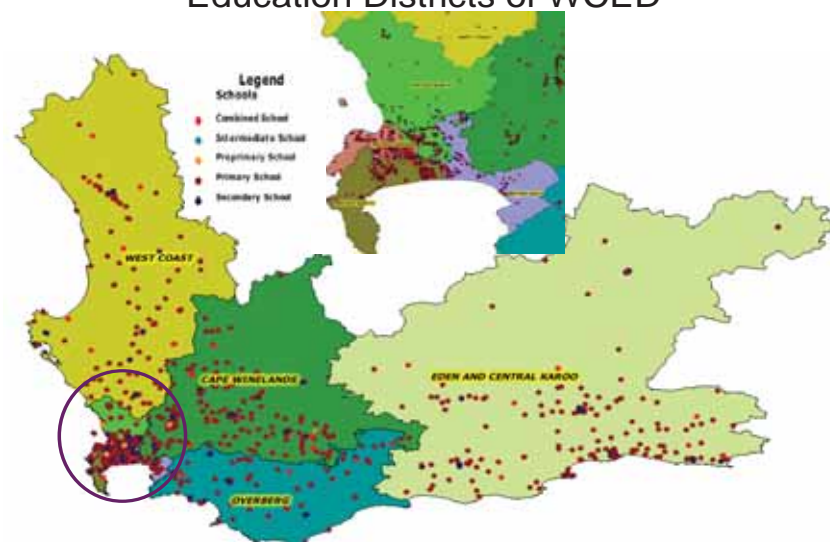 Education Districts of WCED
Legend
Schools
Combined School
Intermediate School
Preprimary School
Primary School
Secondary School
WEST COAST
CAPE WINELANDS
EDEN AND CENTRAL KAROO
OVERBERG